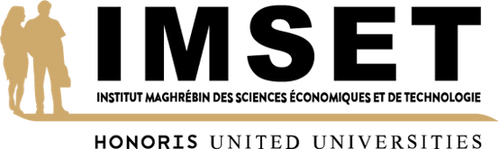 IMSET
INSTITUT MAGHRÉBIN DES SCIENCES ÉCONOMIQUES ET DE TECHNOLOGIE
HONORIS UNITED UNIVERSITIES